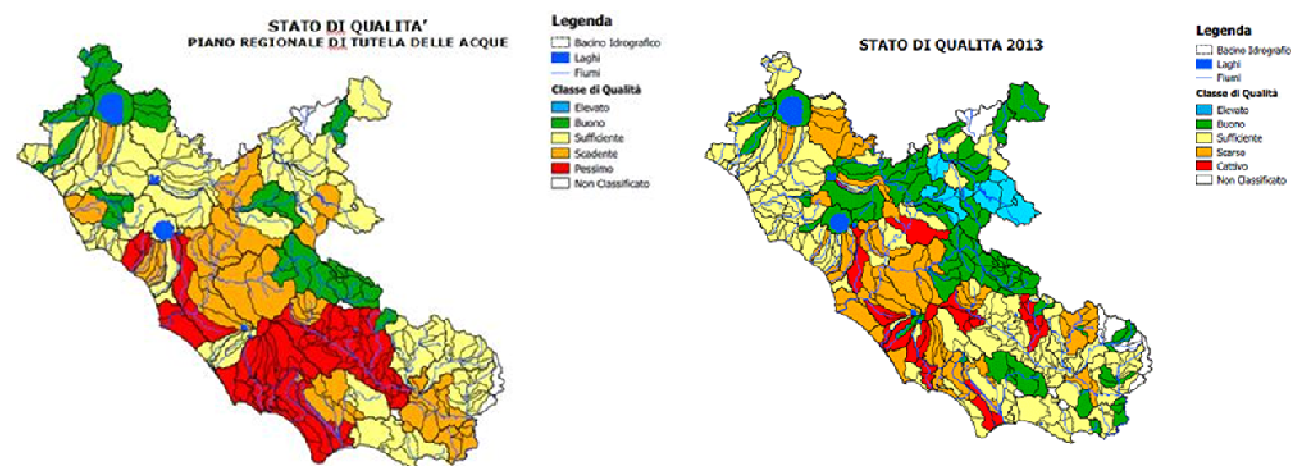 STATO DI QUALITA’
PIANO REGIONALE DI TUTELA DELLE ACQUE
Legenda
Bacino Idrografico
Laghi
Fiumi
Classe di Qualità
Elevato
Buono
Sufficiente
Scadente
Pessimo
Non Classificato
STATO DI QUALITA 2013
Legenda
Bacino Idrografico
Laghi
Fiumi
Classe di Qualità
Elevato
Buono
Sufficiente
Scarso
Cattivo
Non Classificato